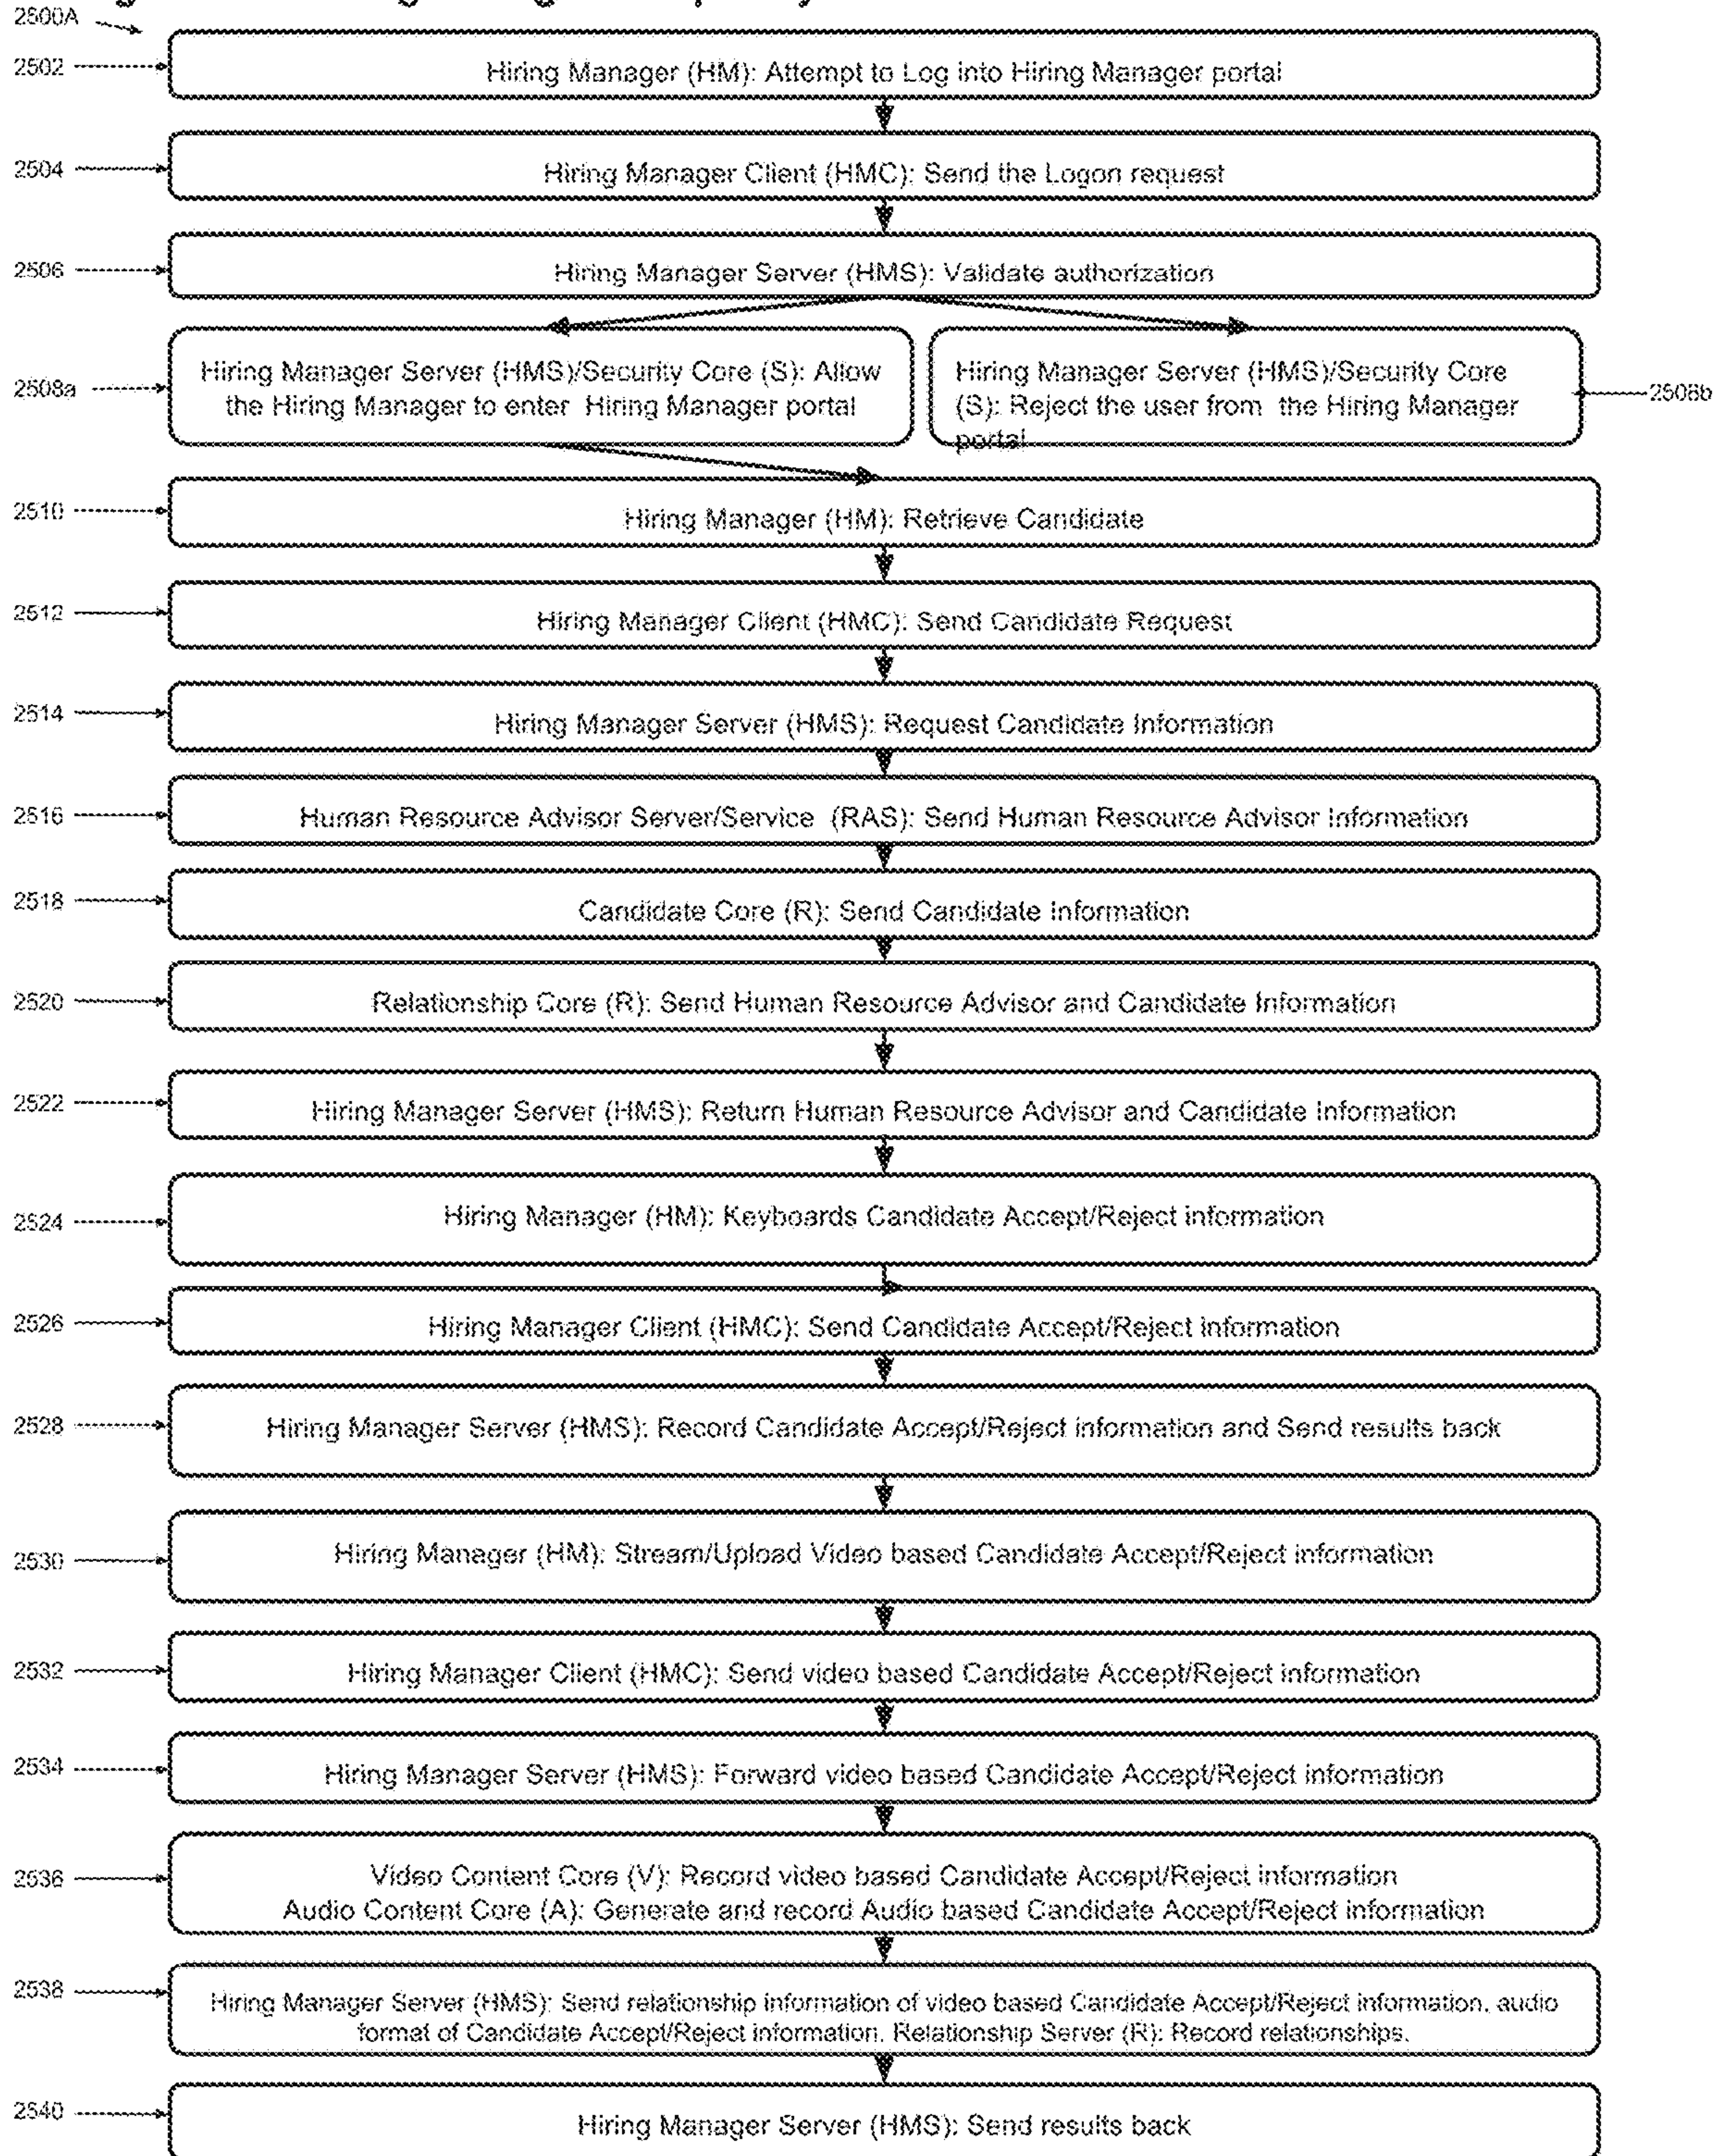 2500A
2502
Hiring Manager (HM): Attempt to Log into Hiring Manager portal
2504
Hiring Manager Client (HMC): Send the Logon request
2506
Hiring Manager Server (HMS): Validate authorization
2508a
Hiring Manager Server (HMS)/Security Core (S): Allow
the Hiring Manager to enter Hiring Manager portal
Hiring Manager Server (HMS)/Security Core
(S): Reject the user from the Hiring Manager
portal
2508b
2510
Hiring Manager (HM): Retrieve Candidate
2512
Hiring Manager Client (HMC): Send Candidate Request
2514
Hiring Manager Server (HMS): Request Candidate Information
2516
Human Resource Advisor Server/Service (RAS): Send Human Resource Advisor Information
2518
Candidate Core (R): Send Candidate Information
2520
Relationship Core (R): Send Human Resource Advisor and Candidate Information
2522
Hiring Manager Server (HMS): Return Human Resource Advisor and Candidate Information
2524
Hiring Manager (HM): Keyboards Candidate Accept/Reject information
2526
Hiring Manager Client (HMC): Send Candidate Accept/Reject information
2528
Hiring Manager Server (HMS): Record Candidate Accept/Reject information and Send results back
2530
Hiring Manager (HM): Stream/Upload Video based Candidate Accept/Reject information
2532
Hiring Manager Client (HMC): Send video based Candidate Accept/Reject information
2534
Hiring Manager Server (HMS): Forward video based Candidate Accept/Reject information
2536
Video Content Core (V): Record video based Candidate Accept/Reject information
Audio Content Core (A): Generate and record Audio based Candidate Accept/Reject information
2538
Hiring Manager Server (HMS): Send relationship information of video based Candidate Accept/Reject information, audio
format of Candidate Accept/Reject information. Relationship Server (R): Record relationships.
2540
Hiring Manager Server (HMS): Send results back